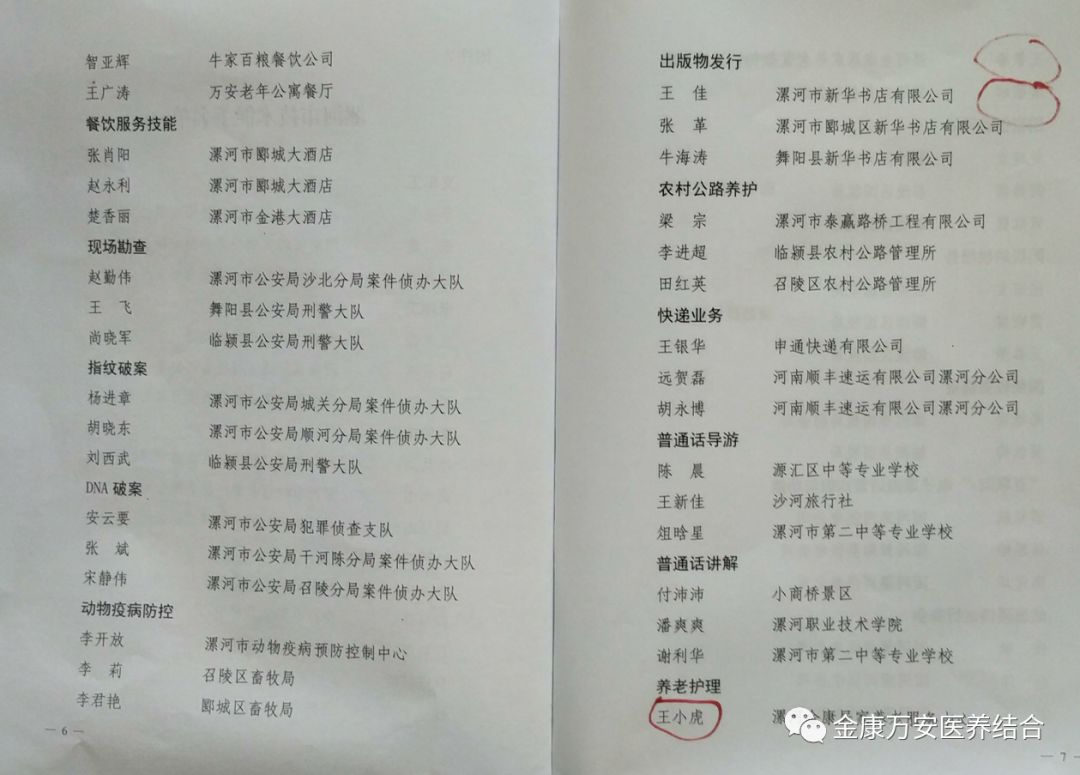 智亚辉 牛家百粮餐饮公司
王广涛 万安老年公寓餐厅
餐饮服务技能
张肖阳 漯河市郾城大酒店
赵永利 漯河市郾城大酒店
楚香丽 漯河市金港大酒店
现场勘查
赵勤伟 漯河市公安局沙北分局案件侦办大队
王 飞 舞阳县公安局刑警大队
尚晓军 临颍县公安局刑警大队
指纹破案
杨进章 漯河市公安局城关分局案件侦办大队
胡晓东 漯河市公安局顺河分局案件侦办大队
刘西武 临颍县公安局刑警大队
DNA 破案
安云要 漯河市公安局犯罪侦查支队
张 斌 漯河市公安局干河陈分局案件侦办大队
宋静伟 漯河市公安局召陵分局案件侦办大队
动物疫病防控
李开放 漯河市动物疫病预防控制中心
李 莉 召陵区畜牧局
李君艳 郾城区畜牧局
— 6 —
出版物发行
王 佳 漯河市新华书店有限公司
张 革 漯河市郾城区新华书店有限公司
牛海涛 舞阳县新华书店有限公司
农村公路养护
梁 宗 漯河市泰赢路桥工程有限公司
李进超 临颍县农村公路管理所
田红英 召陵区农村公路管理所
快递业务
王银华 申通快递有限公司
远贺磊 河南顺丰速运有限公司漯河分公司
胡永博 河南顺丰速运有限公司漯河分公司
普通话导游
陈 晨 源汇区中等专业学校
王新佳 沙河旅行社
俎晗星 漯河市第二中等专业学校
普通话讲解
付沛沛 小商桥景区
潘爽爽 漯河职业技术学院
谢利华 漯河市第二中等专业学校
养老护理
王小虎 漯
金康万安医养结合
— 7 —